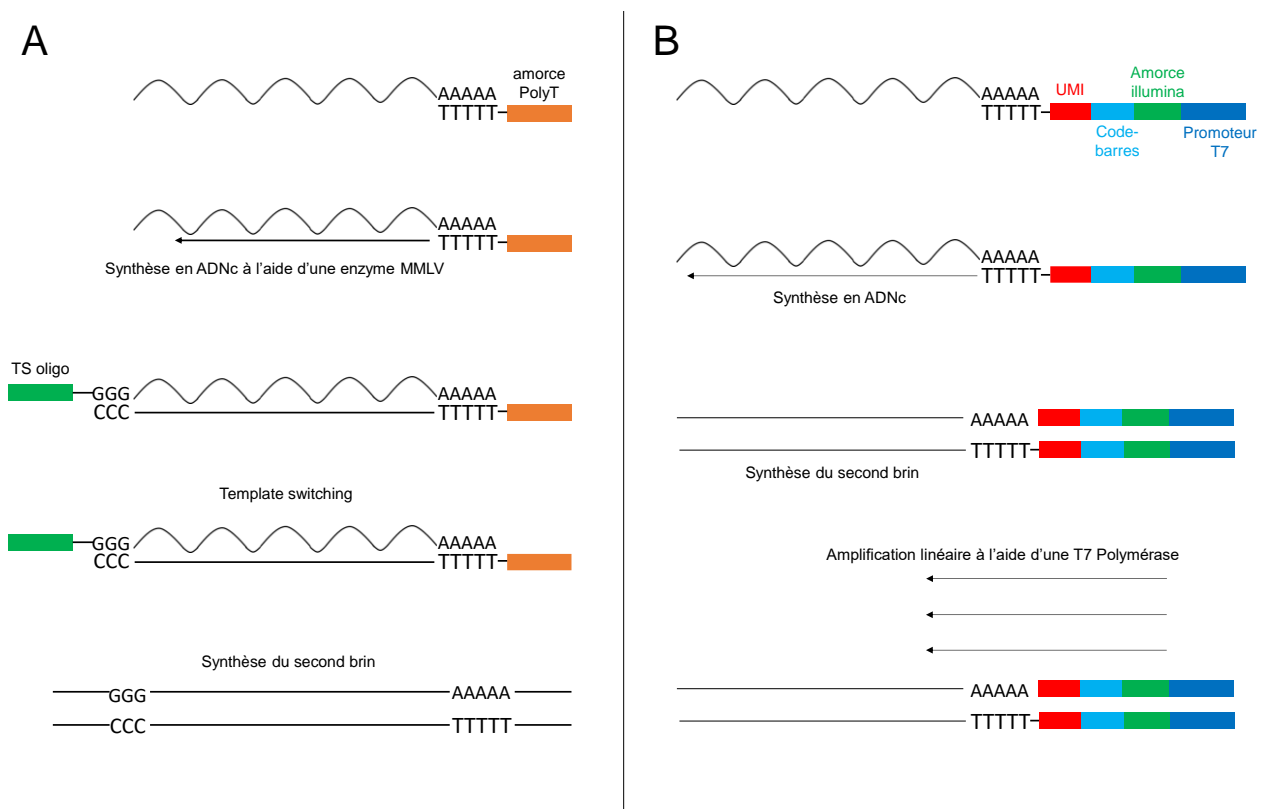 A
amorce
PolyT
AAAAA
TTTTT
AAAAA
TTTTT
Synthèse en ADNc à l'aide d'une enzyme MMLV
TS oligo
GGG
AAAAA
CCC
TTTTT
Template switching
GGG
AAAAA
CCC
TTTTT
Synthèse du second brin
GGG
AAAAA
CCC
TTTTT
B
Amorce
illumina
UMI
AAAAA
TTTTT
Code-
barres
Promoteur
T7
AAAAA
TTTTT
Synthèse en ADNc
AAAAA
TTTTT
Synthèse du second brin
Amplification linéaire à l'aide d'une T7 Polymérase
AAAAA
TTTTT